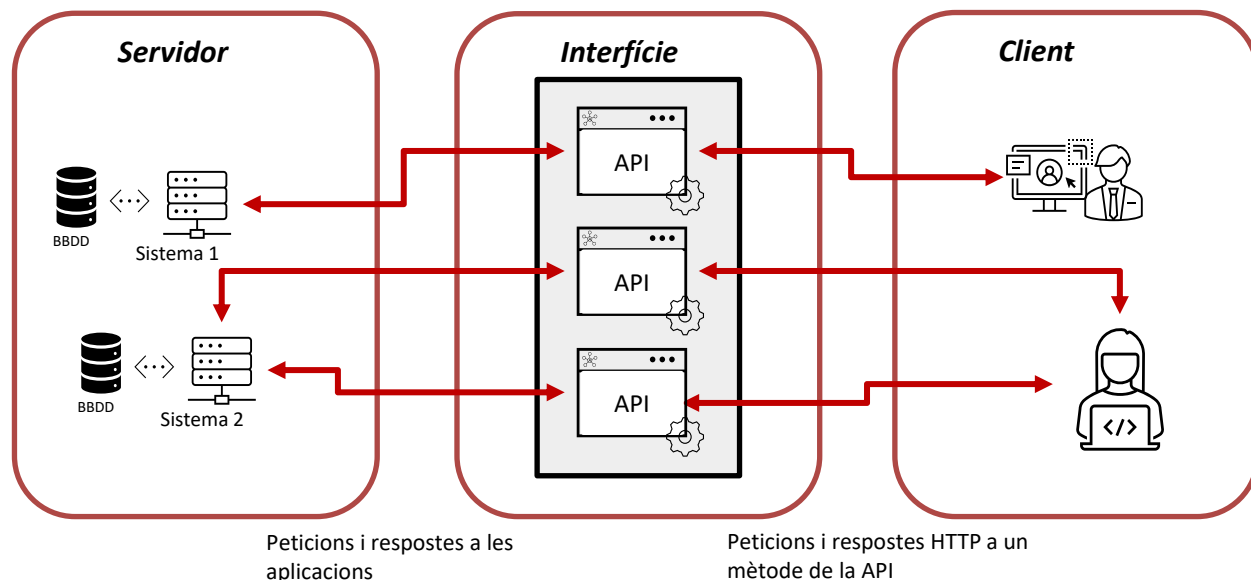 Servidor
Interfície
Client
API
BBDD
Sistema 1
API
BBDD
Sistema 2
API
</>
Peticions i respostes a les
aplicacions
Peticions i respostes HTTP a un
mètode de la API